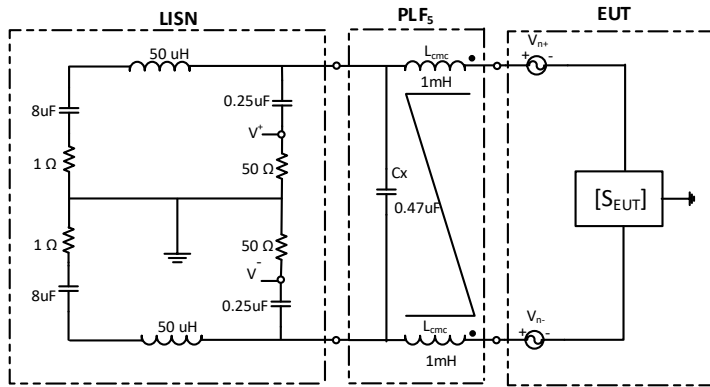 LISN
PLF₅
EUT
50 uH
Lcmc
1mH
Vn+
+ -
8uF
0.25uF
V⁺
1 Ω
50 Ω
Cx
0.47uF
[SEUT]
1 Ω
50 Ω
V⁻
8uF
0.25uF
50 uH
Lcmc
1mH
Vn-
+ -